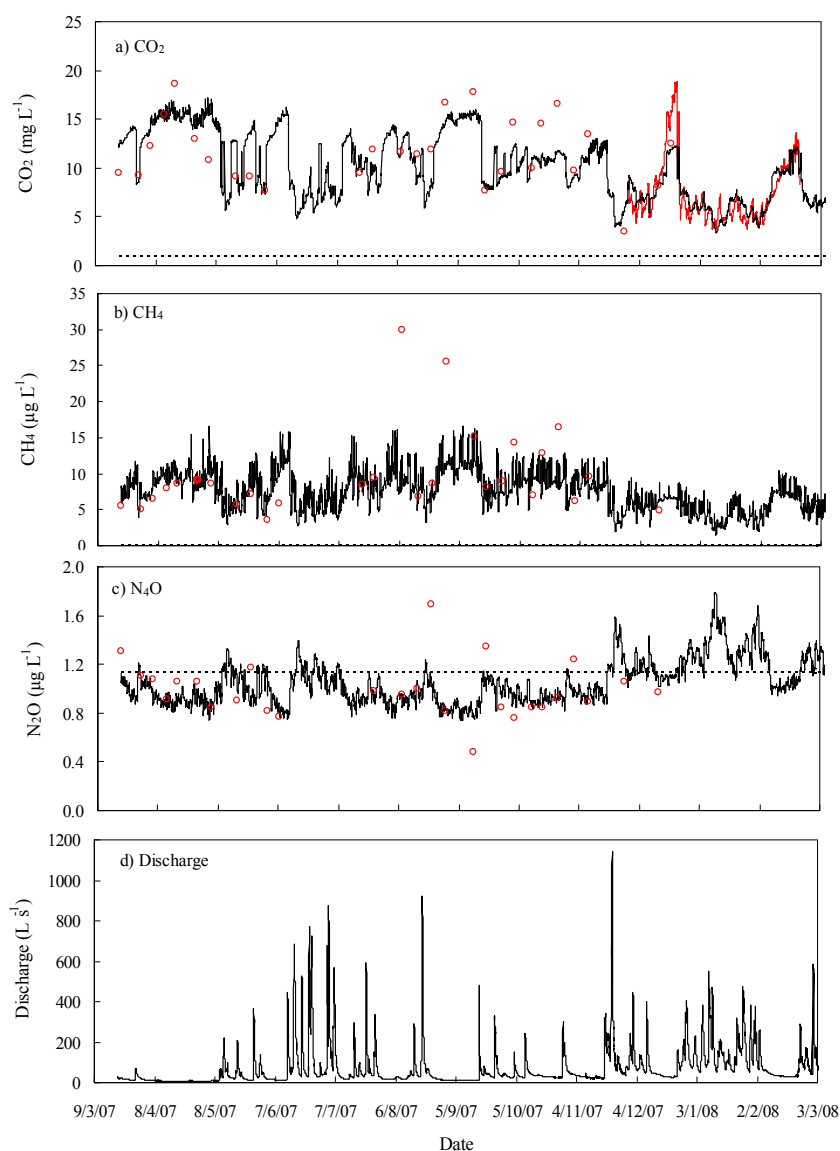 a) CO₂
25
20
15
10
5
0
CO₂ (mg L⁻¹)
b) CH₄
35
30
25
20
15
10
5
0
CH₄ (µg L⁻¹)
c) N₄O
2.0
1.6
1.2
0.8
0.4
0.0
N₂O (µg L⁻¹)
d) Discharge
1200
1000
800
600
400
200
0
Discharge (L s⁻¹)
9/3/07 8/4/07 8/5/07 7/6/07 7/7/07 6/8/07 5/9/07 5/10/07 4/11/07 4/12/07 3/1/08 2/2/08 3/3/08
Date